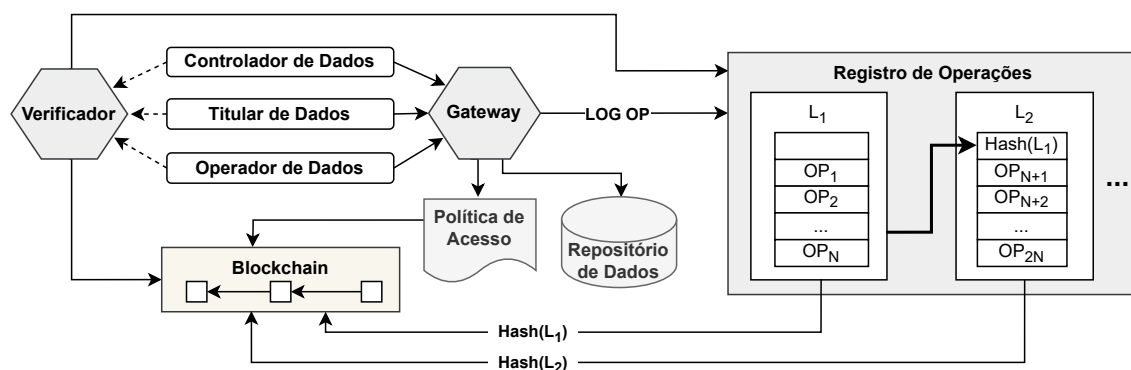 Controlador de Dados
Verificador
Titular de Dados
Operador de Dados
Gateway
LOG OP
Política de
Acesso
Repositório
de Dados
Blockchain
Registro de Operações
L1
OP1
OP2
...
OPN
L2
Hash(L1)
OPN+1
OPN+2
...
OP2N
...
Hash(L1)
Hash(L2)